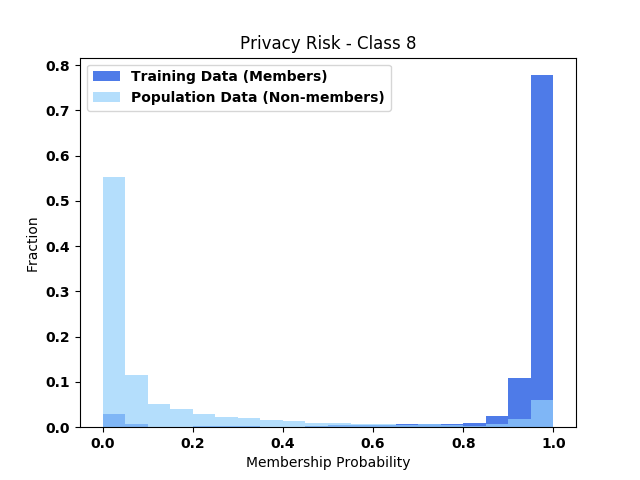 Privacy Risk - Class 8
Training Data (Members)
Population Data (Non-members)
0.8
0.7
0.6
0.5
0.4
0.3
0.2
0.1
0.0
Fraction
0.0 0.2 0.4 0.6 0.8 1.0
Membership Probability